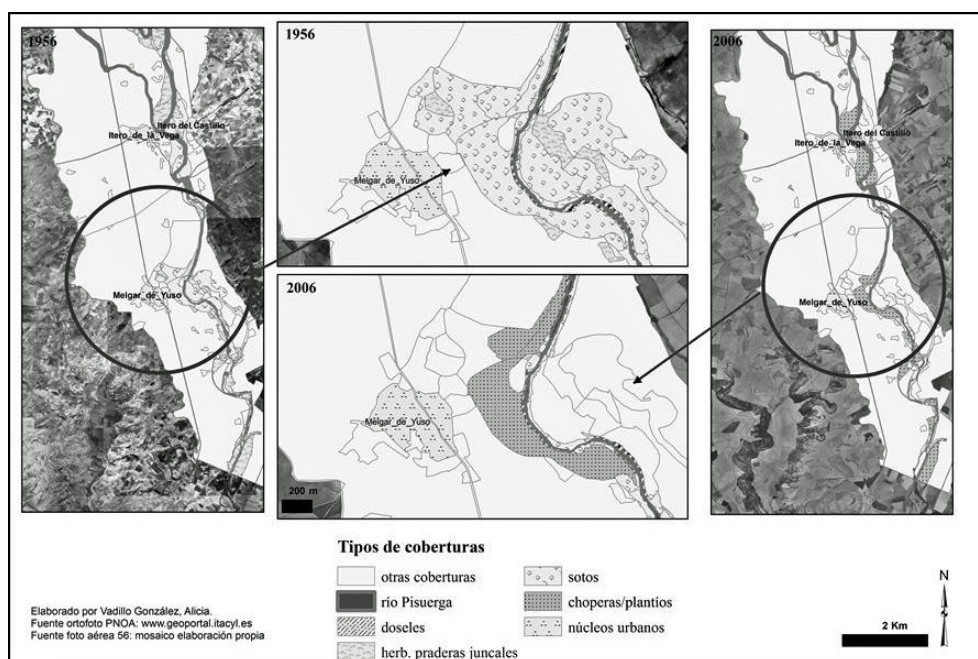 1956
Itero del Castillo
Itero_de_la_Vega
Melgar_de_Yuso
1956
Melgar_de_Yuso
2006
Melgar_de_Yuso
200 m
2006
Itero del Castillo
Itero_de_la_Vega
Melgar_de_Yuso
Tipos de coberturas
otras coberturas
río Pisuerga
doseles
herb. praderas juncales
sotos
choperas/plantíos
núcleos urbanos
Elaborado por Vadillo González, Alicia.
Fuente ortofoto PNOA: www.geoportal.itacyl.es
Fuente foto aérea 56: mosaico elaboración propia
N
2 Km